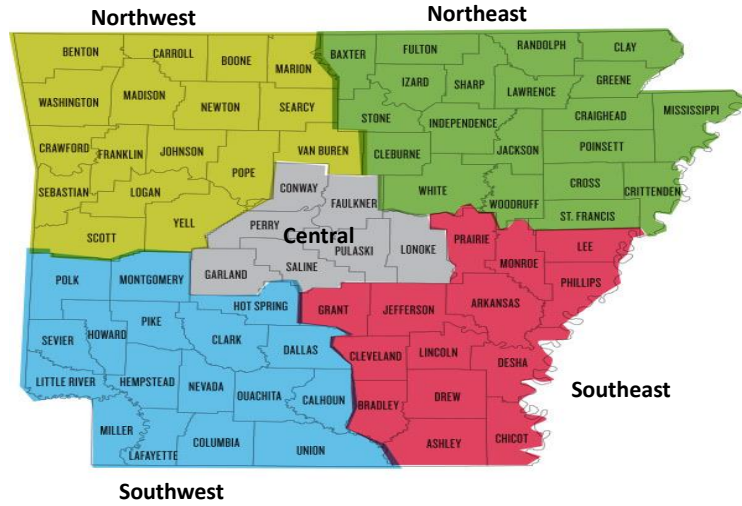 Northwest
Northeast
BENTON CARROLL BOONE MARION
WASHINGTON MADISON NEWTON SEARCY
CRAWFORD FRANKLIN JOHNSON POPE VAN BUREN
SEBASTIAN LOGAN YELL
SCOTT
BAXTER FULTON RANDOLPH CLAY
IZARD SHARP LAWRENCE GREENE
STONE INDEPENDENCE CRAIGHEAD MISSISSIPPI
CLEBURNE JACKSON POINSETT
WHITE WOODRUFF CROSS CRITTENDEN
ST. FRANCIS
CONWAY FAULKNER
PERRY Central PULASKI LONOKE
GARLAND SALINE
POLK MONTGOMERY HOT SPRING
SEVIER HOWARD PIKE CLARK DALLAS
LITTLE RIVER HEMPSTEAD NEVADA OUACHITA CALHOUN
MILLER LAFAYETTE COLUMBIA UNION
PRAIRIE MONROE LEE
PHILLIPS
GRANT JEFFERSON ARKANSAS
CLEVELAND LINCOLN DESHA
BRADLEY DREW
ASHLEY CHICOT
Southeast
Southwest